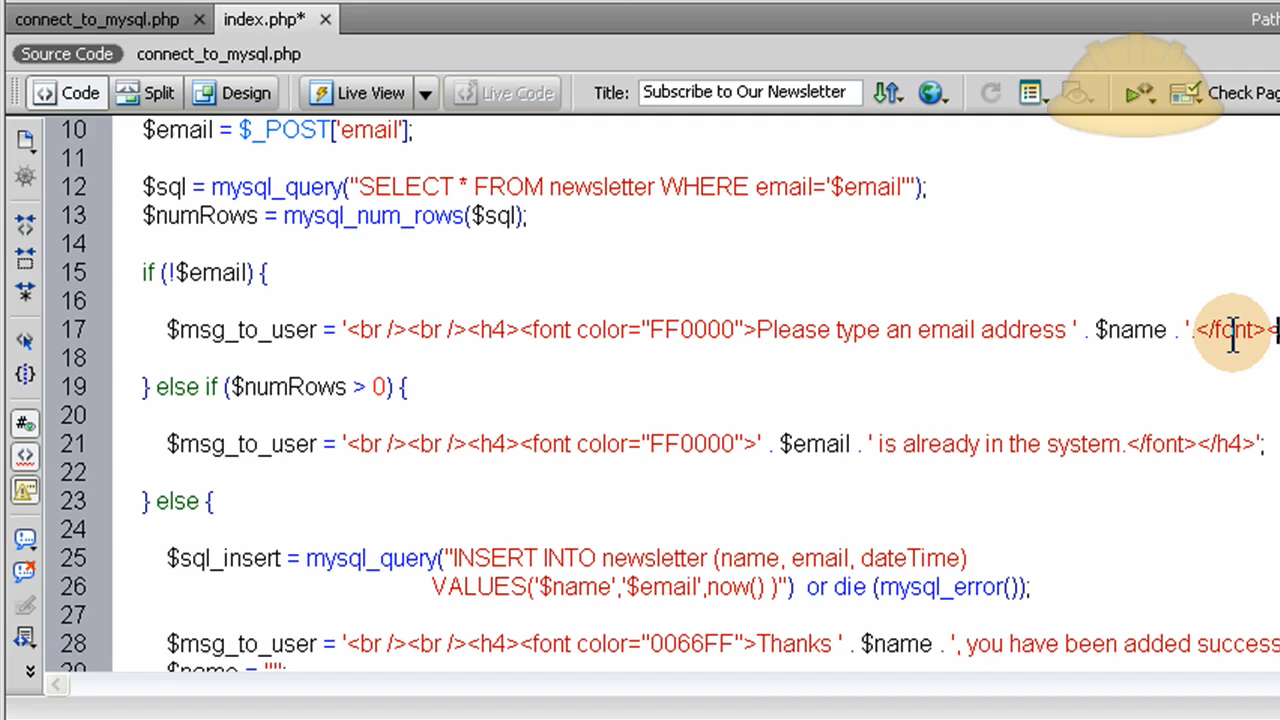 connect_to_mysql.php × index.php* × Path
Source Code connect_to_mysql.php
Code Split Design Live View Live Code Title: Subscribe to Our Newsletter Check Pag
10 $email = $_POST['email'];
11
12 $sql = mysql_query("SELECT * FROM newsletter WHERE email='$email'");
13 $numRows = mysql_num_rows($sql);
14
15 if (!$email) {
16
17 $msg_to_user = '<br /><br /><h4><font color="FF0000">Please type an email address ' . $name . '.</font><
18
19 } else if ($numRows > 0) {
20
21 $msg_to_user = '<br /><br /><h4><font color="FF0000">' . $email . ' is already in the system.</font></h4>';
22
23 } else {
24
25 $sql_insert = mysql_query("INSERT INTO newsletter (name, email, dateTime)
26 VALUES('$name','$email',now() )") or die (mysql_error());
27
28 $msg_to_user = '<br /><br /><h4><font color="0066FF">Thanks ' . $name . ', you have been added success
29 $name = "";